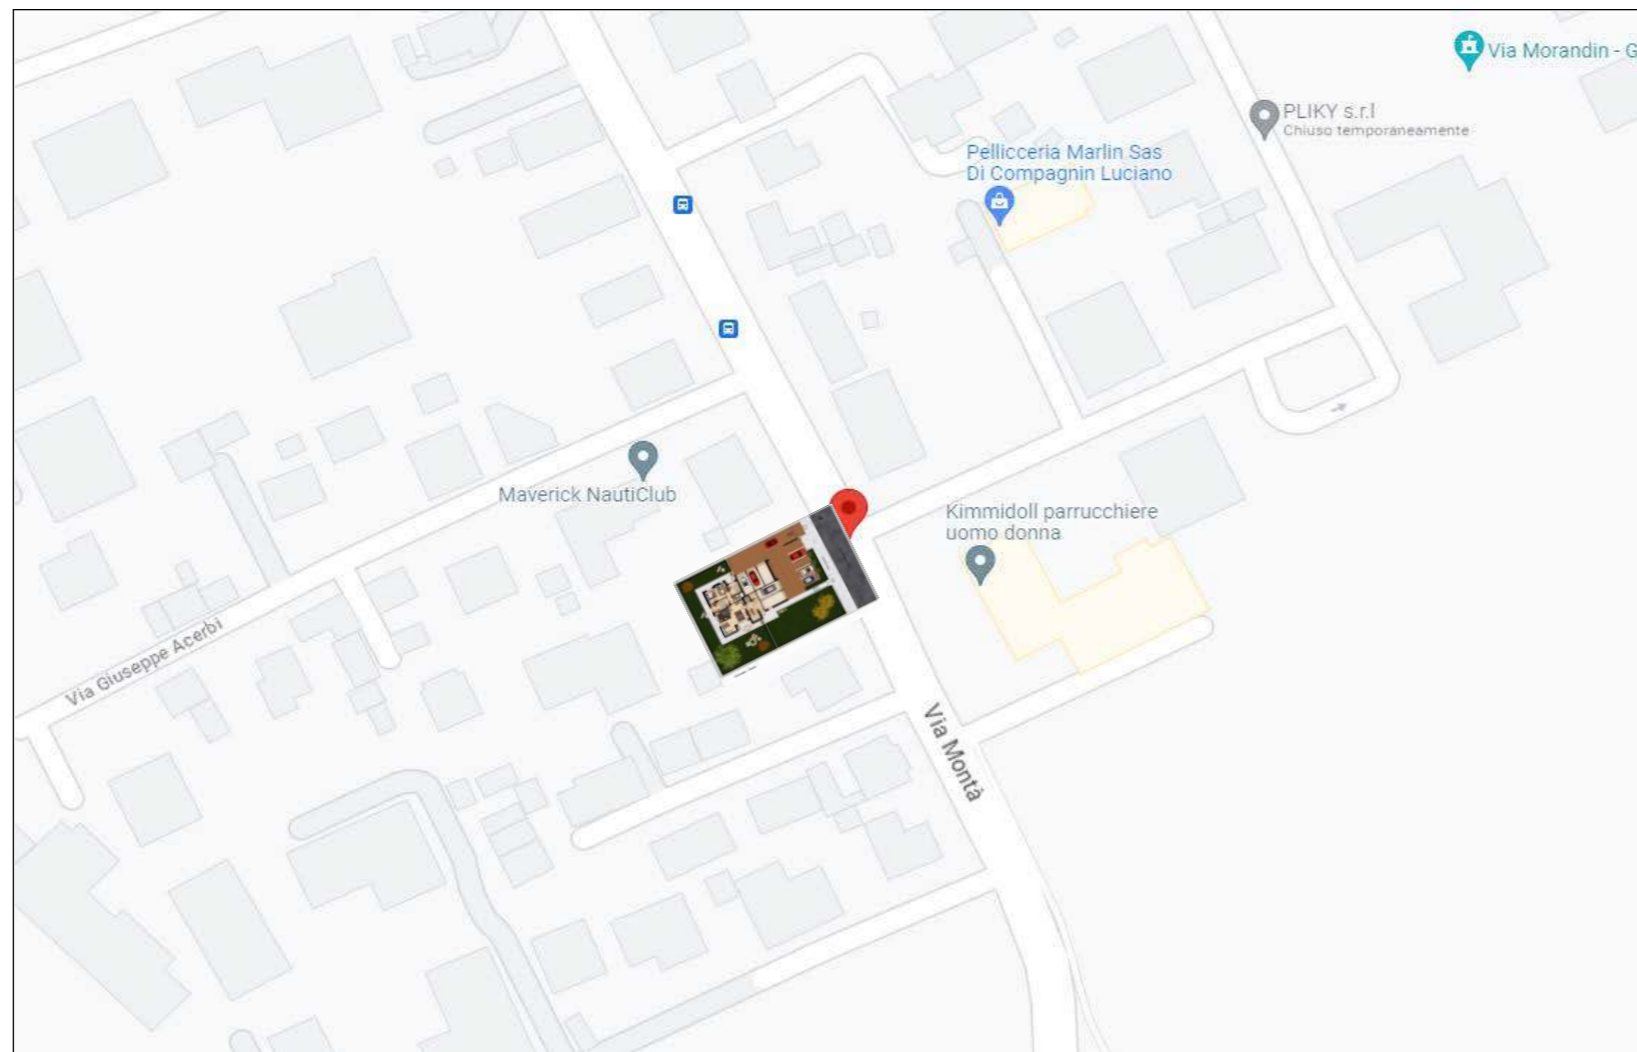 Via Morandin - G
PLIKY s.r.l
Chiuso temporaneamente
Pellicceria Marlin Sas
Di Compagnin Luciano
Maverick NautiClub
Kimmidoll parrucchiere
uomo donna
Via Giuseppe Acerbi
Via Montà